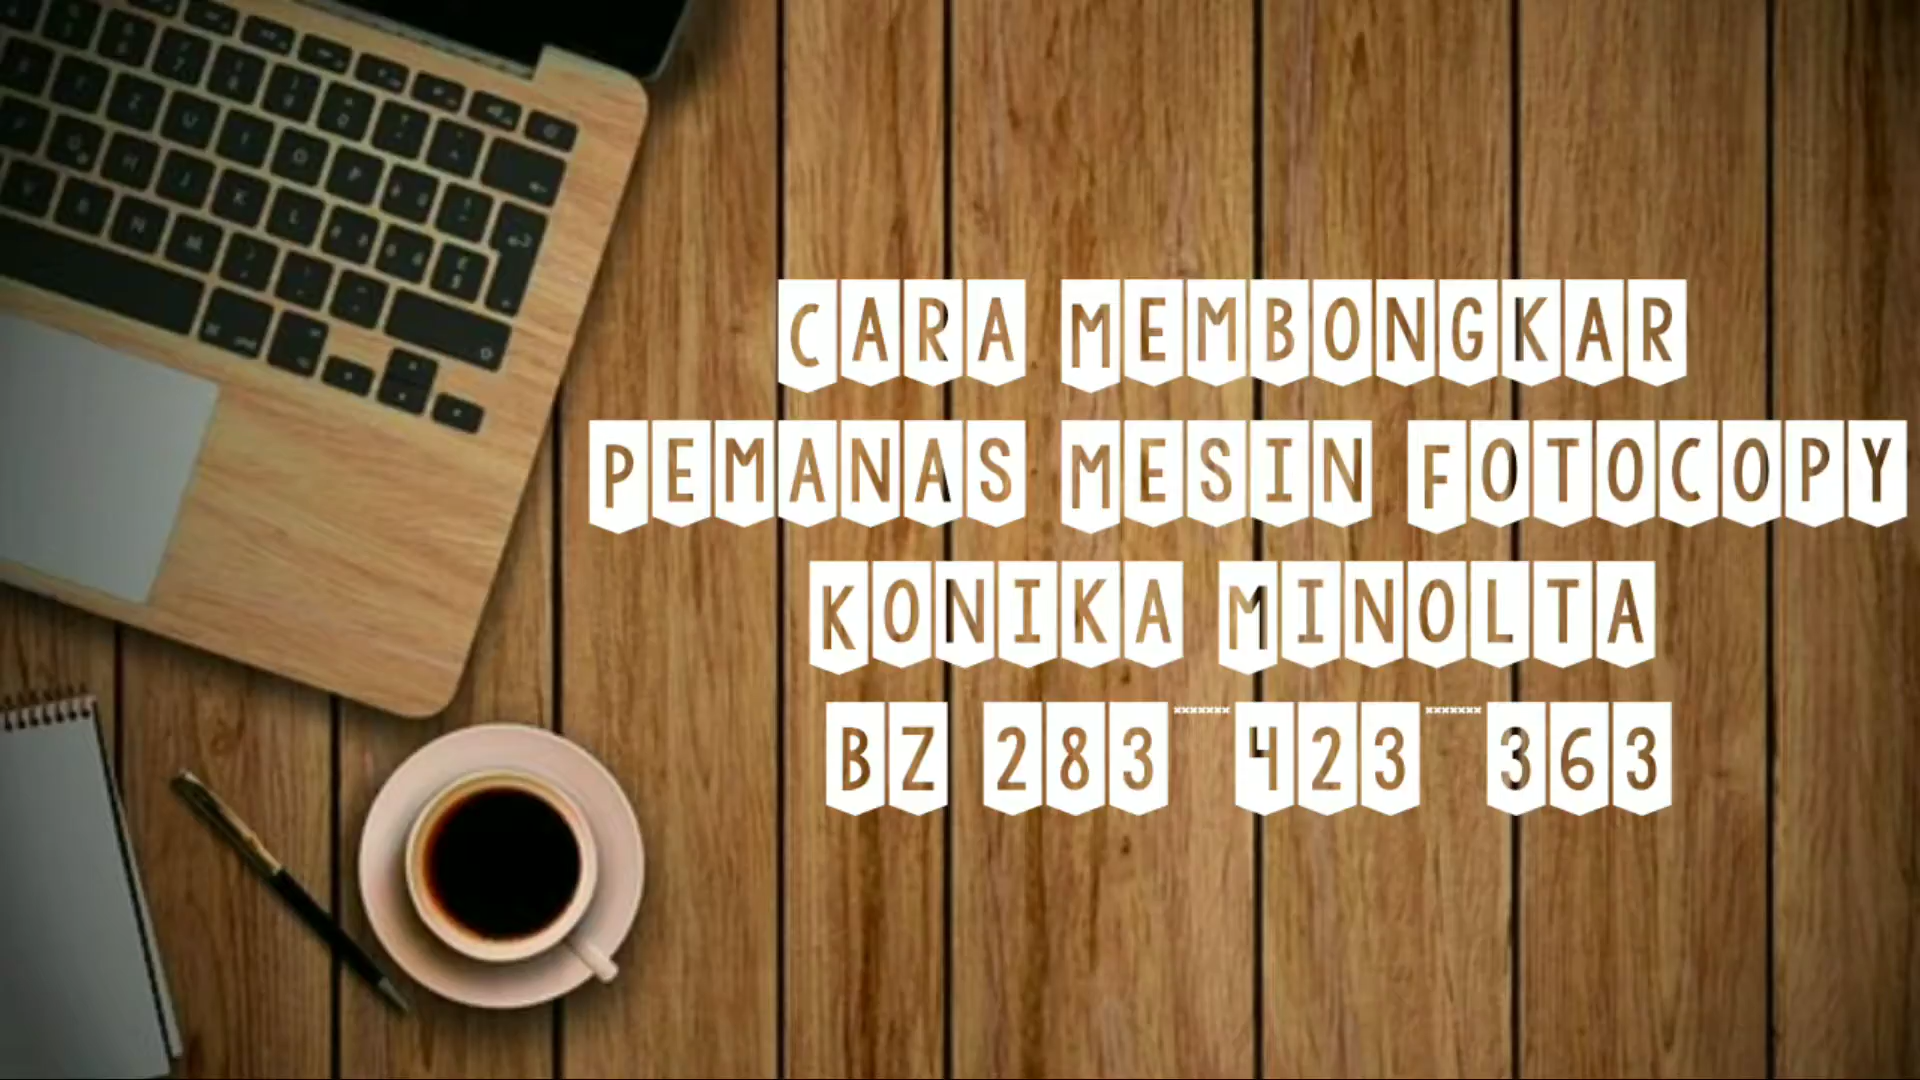 CARA MEMBONGKAR
PEMANAS MESIN FOTOCOPY
KONIKA MINOLTA
BZ 283 423 363